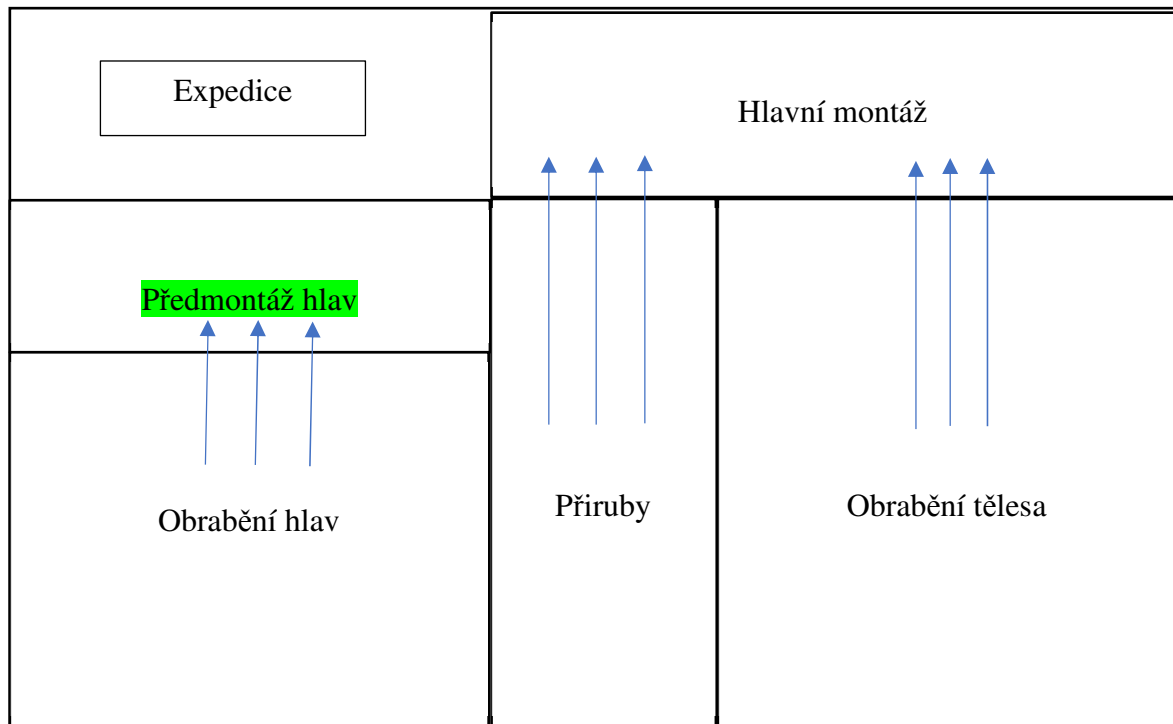 Expedice
Hlavní montáž
Předmontáž hlav
Obrabění hlav
Přiruby
Obrabění tělesa